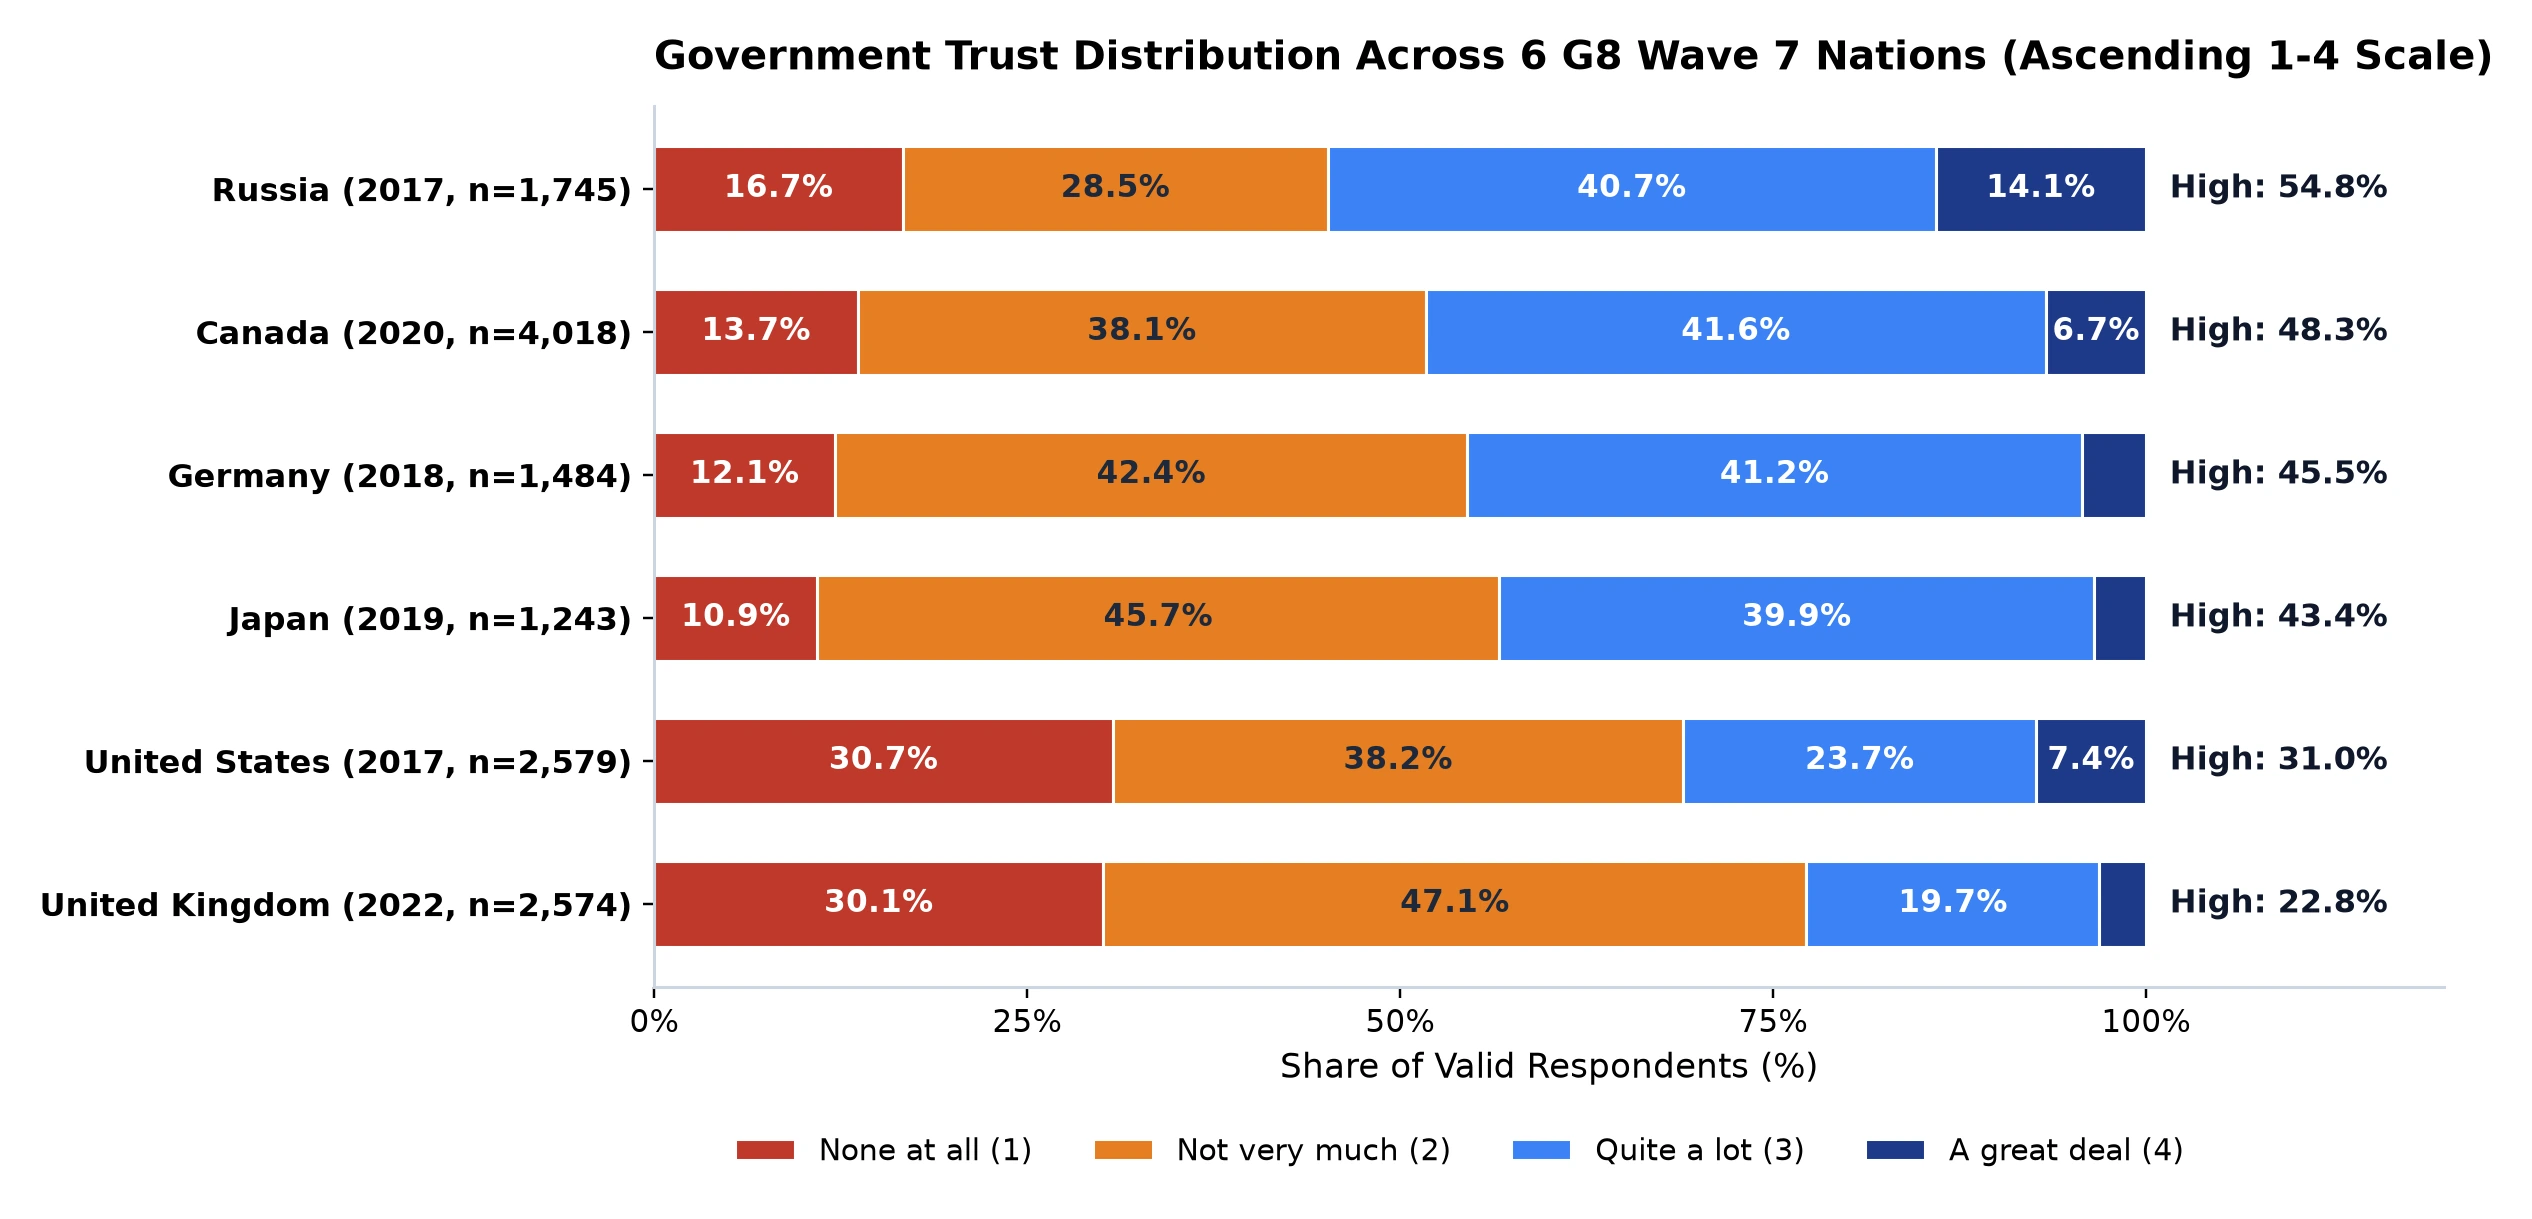 Government Trust Distribution Across 6 G8 Wave 7 Nations (Ascending 1-4 Scale)
Russia (2017, n=1,745) 16.7% 28.5% 40.7% 14.1% High: 54.8%
Canada (2020, n=4,018) 13.7% 38.1% 41.6% 6.7% High: 48.3%
Germany (2018, n=1,484) 12.1% 42.4% 41.2% High: 45.5%
Japan (2019, n=1,243) 10.9% 45.7% 39.9% High: 43.4%
United States (2017, n=2,579) 30.7% 38.2% 23.7% 7.4% High: 31.0%
United Kingdom (2022, n=2,574) 30.1% 47.1% 19.7% High: 22.8%
0% 25% 50% 75% 100%
Share of Valid Respondents (%)
None at all (1) Not very much (2) Quite a lot (3) A great deal (4)